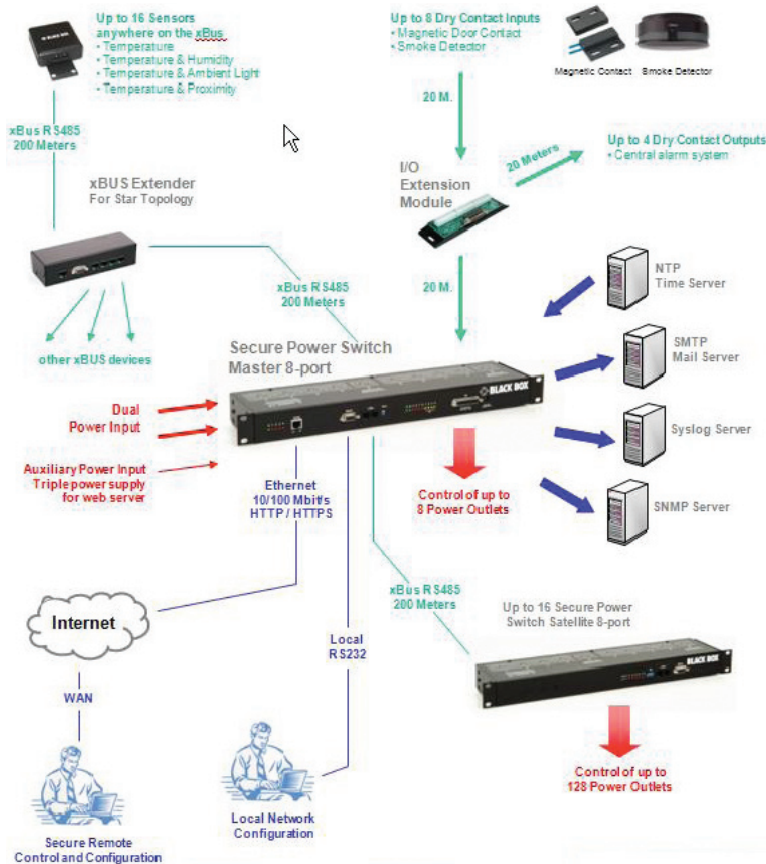 Up to 16 Sensors
anywhere on the xBus
• Temperature
• Temperature & Humidity
• Temperature & Ambient Light
• Temperature & Proximity
Up to 8 Dry Contact Inputs
• Magnetic Door Contact
• Smoke Detector
Magnetic Contact
Smoke Detector
20 M.
xBus RS485
200 Meters
xBUS Extender
For Star Topology
I/O
Extension
Module
20 Meters
Up to 4 Dry Contact Outputs
• Central alarm system
xBus RS485
200 Meters
20 M.
NTP
Time Server
other xBUS devices
Secure Power Switch
Master 8-port
SMTP
Mail Server
BLACK BOX
Dual
Power Input
Syslog Server
Auxiliary Power Input
Triple power supply
for web server
Ethernet
10/100 Mbit/s
HTTP / HTTPS
Control of up to
8 Power Outlets
SNMP Server
xBus RS485
200 Meters
Up to 16 Secure Power
Switch Satellite 8-port
Internet
Local
RS232
BLACK BOX
WAN
Control of up to
128 Power Outlets
Local Network
Configuration
Secure Remote
Control and Configuration